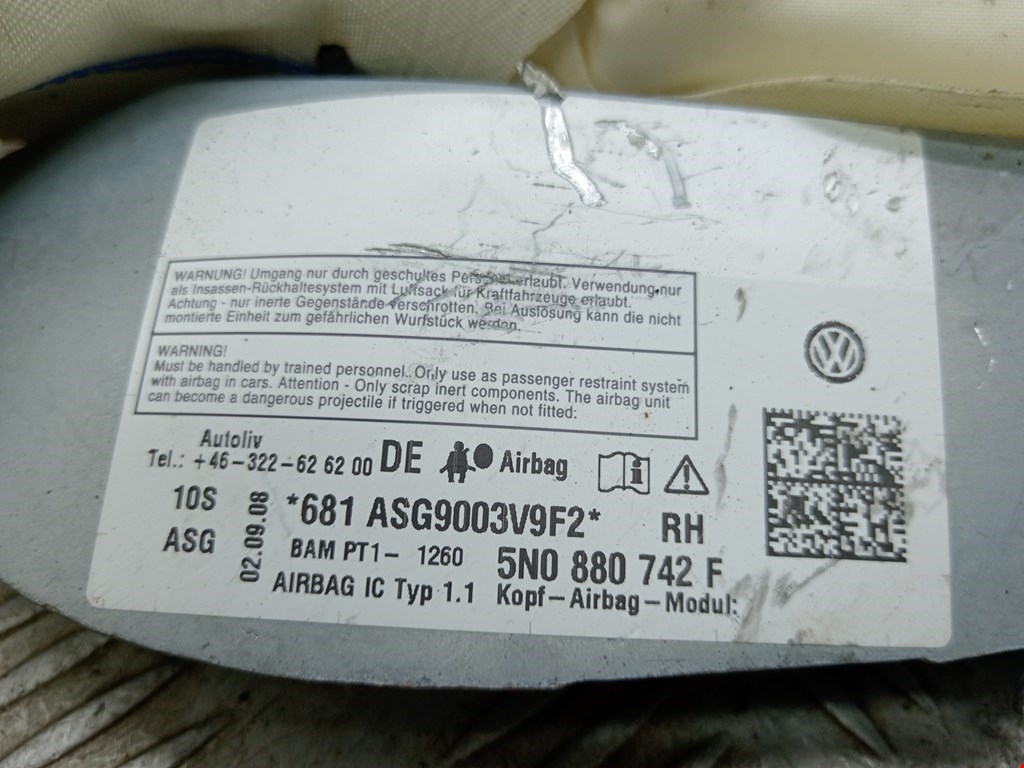 WARNUNG! Umgang nur durch geschultes erlaubt. Verwendung nur
als Insassen-Rückhaltesystem mit Luftsack für Kraftfahrzeuge erlaubt.
Achtung - nur inerte Gegenstände verschrotten. Bei Auslösung kann die nicht
montierte Einheit zum gefährlichen Wurfstück werden.
WARNING!
Must be handled by trained personnel. Only use as passenger restraint system
with airbag in cars. Attention - Only scrap inert components. The airbag unit
can become a dangerous projectile if triggered when not fitted:
Autoliv
Tel.: +46-322-62 62 00 DE Airbag
10S *681 ASG9003V9F2* RH
ASG 02.09.08 BAM PT1- 1260 5N0 880 742 F
AIRBAG IC Typ 1.1 Kopf-Airbag-Modul: